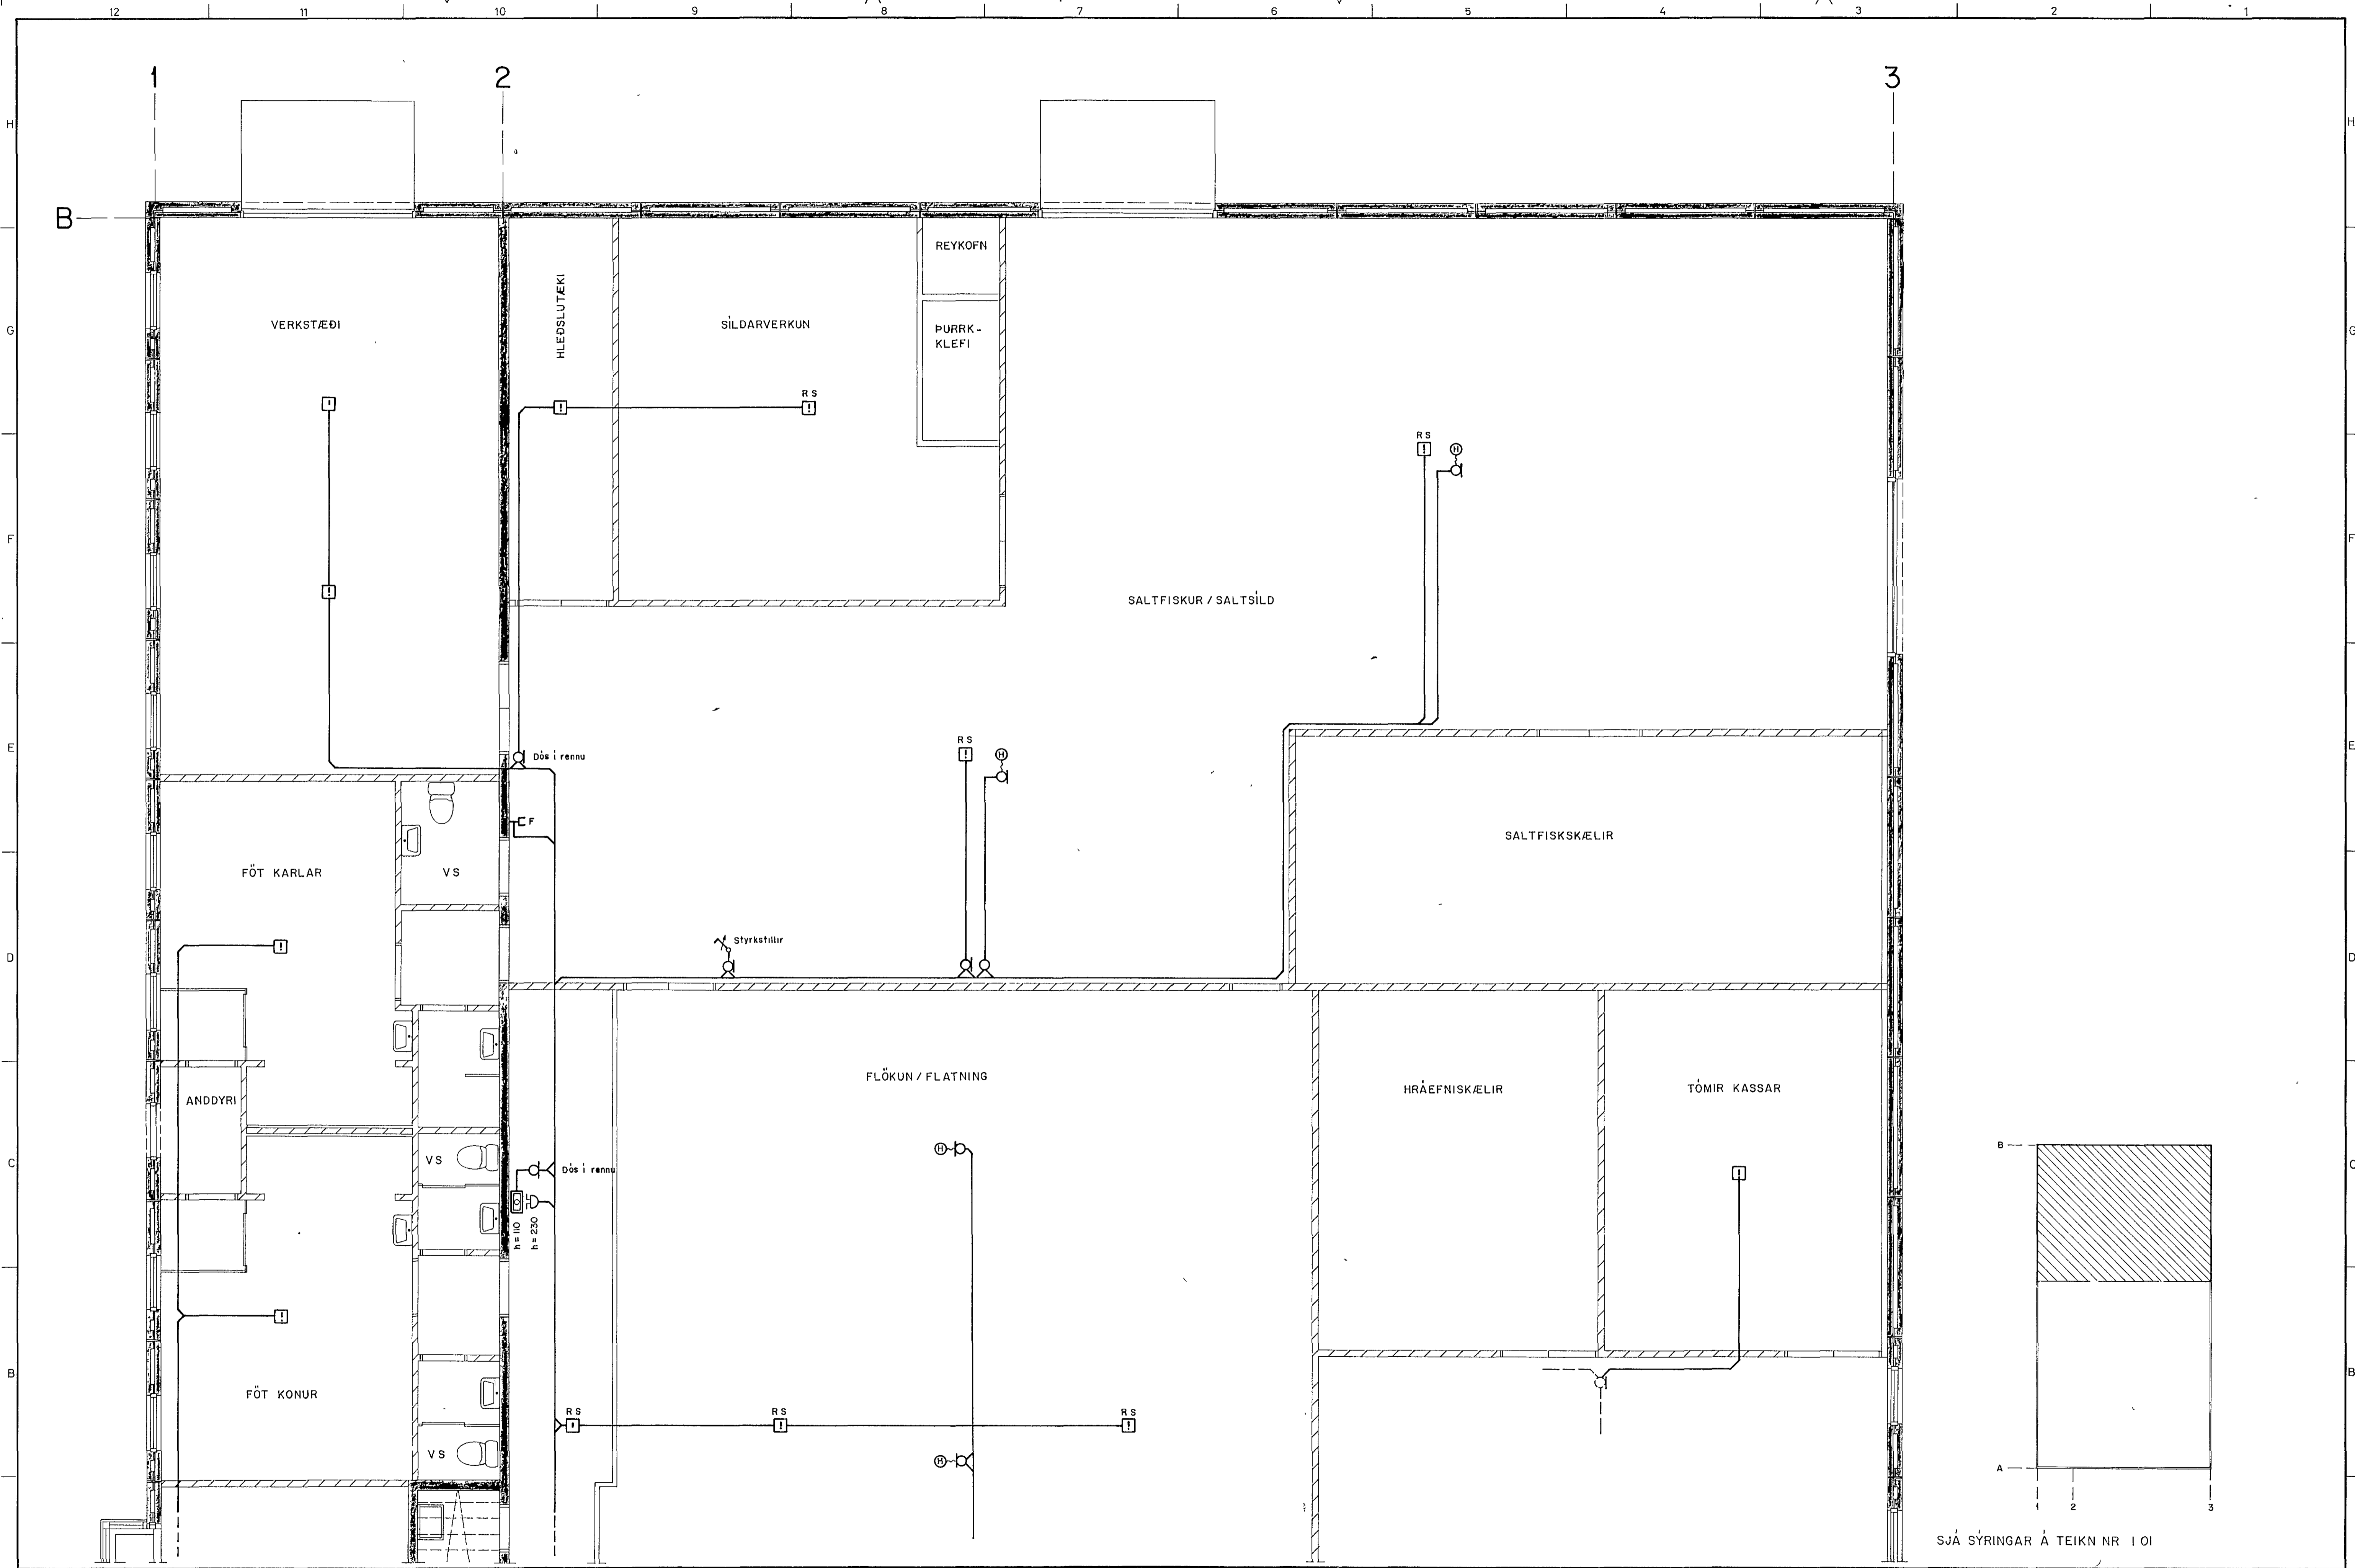 12 11 10 9 8 7 6 5 4 3 2 1
1 2 3
H H
B
REYKOFN
VERKSTÆÐI
HLEÐSLUTÆKI
SÍLDARVERKUN
ÞURRK-
KLEFI
G G
RS
RS
H
F F
SALTFISKUR / SALTSÍLD
E E
RS
H
Dós í rennu
F
SALTFISKSKÆLIR
FÖT KARLAR
VS
Styrkstillir
D D
FLÖKUN / FLATNING
HRÁEFNISKÆLIR
TÓMIR KASSAR
ANDDYRI
H
B
VS
Dós í rennu
C C
h = 110
h = 230
B B
FÖT KONUR
RS
RS
RS
VS
H
A
1 2 3
SJÁ SÝRINGAR Á TEIKN NR 1 01